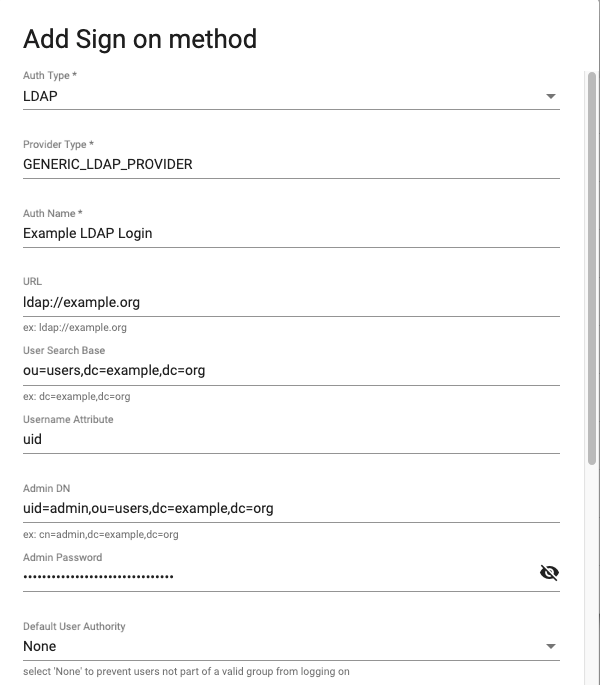 Add Sign on method
Auth Type *
LDAP
Provider Type *
GENERIC_LDAP_PROVIDER
Auth Name *
Example LDAP Login
URL
ldap://example.org
ex: ldap://example.org
User Search Base
ou=users,dc=example,dc=org
ex: dc=example,dc=org
Username Attribute
uid
Admin DN
uid=admin,ou=users,dc=example,dc=org
ex: cn=admin,dc=example,dc=org
Admin Password
••••••••••••••••••••••••••••••••
Default User Authority
None
select 'None' to prevent users not part of a valid group from logging on